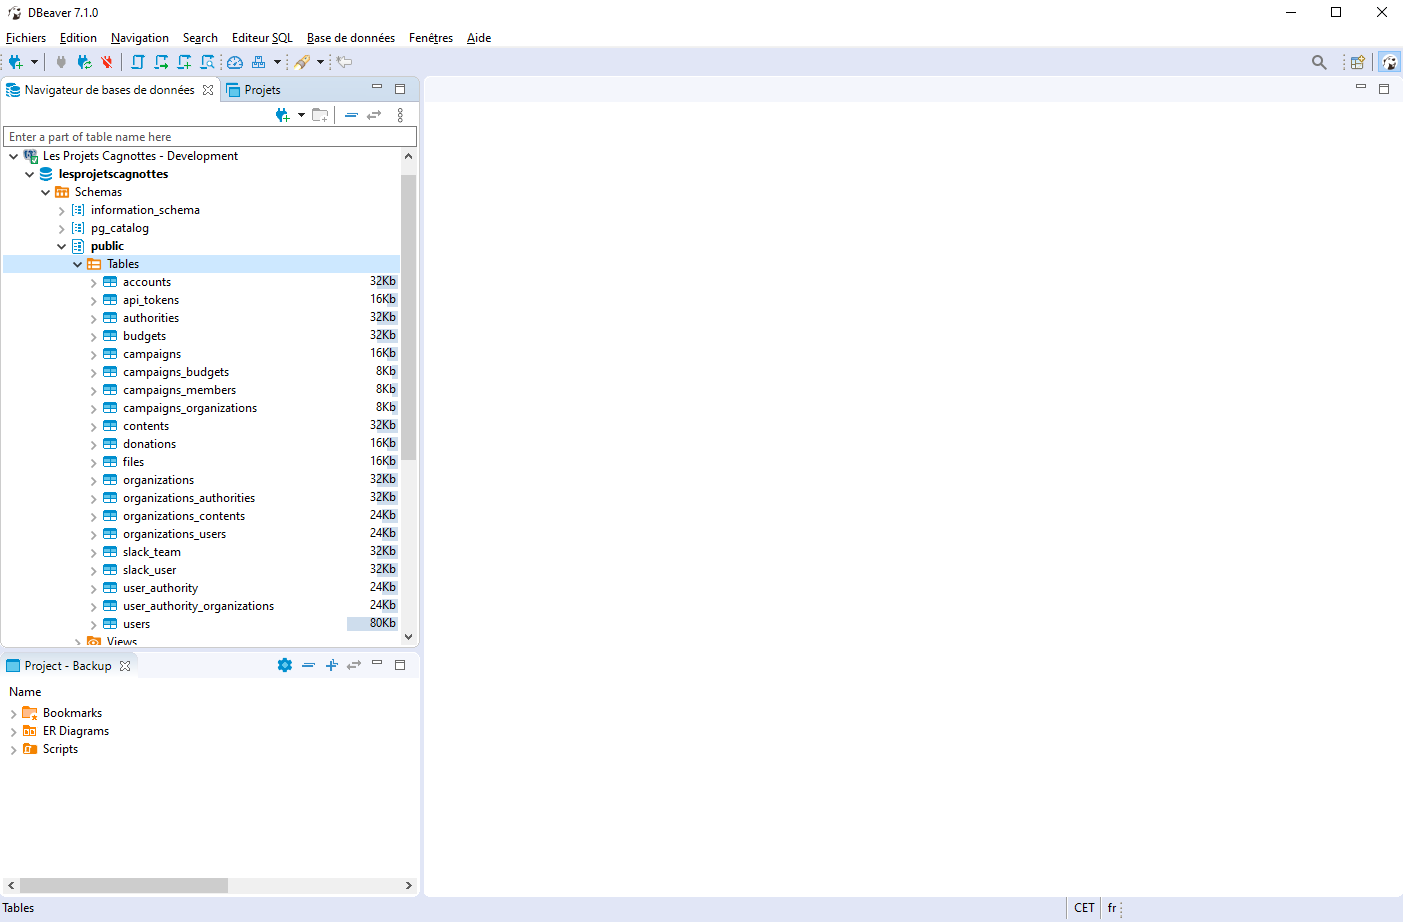 DBeaver 7.1.0
Fichiers Edition Navigation Search Editeur SQL Base de données Fenêtres Aide
Navigateur de bases de données Projets
Enter a part of table name here
Les Projets Cagnottes - Development
lesprojetscagnottes
Schemas
information_schema
pg_catalog
public
Tables
accounts 32Kb
api_tokens 16Kb
authorities 32Kb
budgets 32Kb
campaigns 16Kb
campaigns_budgets 8Kb
campaigns_members 8Kb
campaigns_organizations 8Kb
contents 32Kb
donations 16Kb
files 16Kb
organizations 32Kb
organizations_authorities 32Kb
organizations_contents 24Kb
organizations_users 24Kb
slack_team 32Kb
slack_user 32Kb
user_authority 24Kb
user_authority_organizations 24Kb
users 80Kb
Views
Project - Backup
Name
Bookmarks
ER Diagrams
Scripts
Tables CET fr